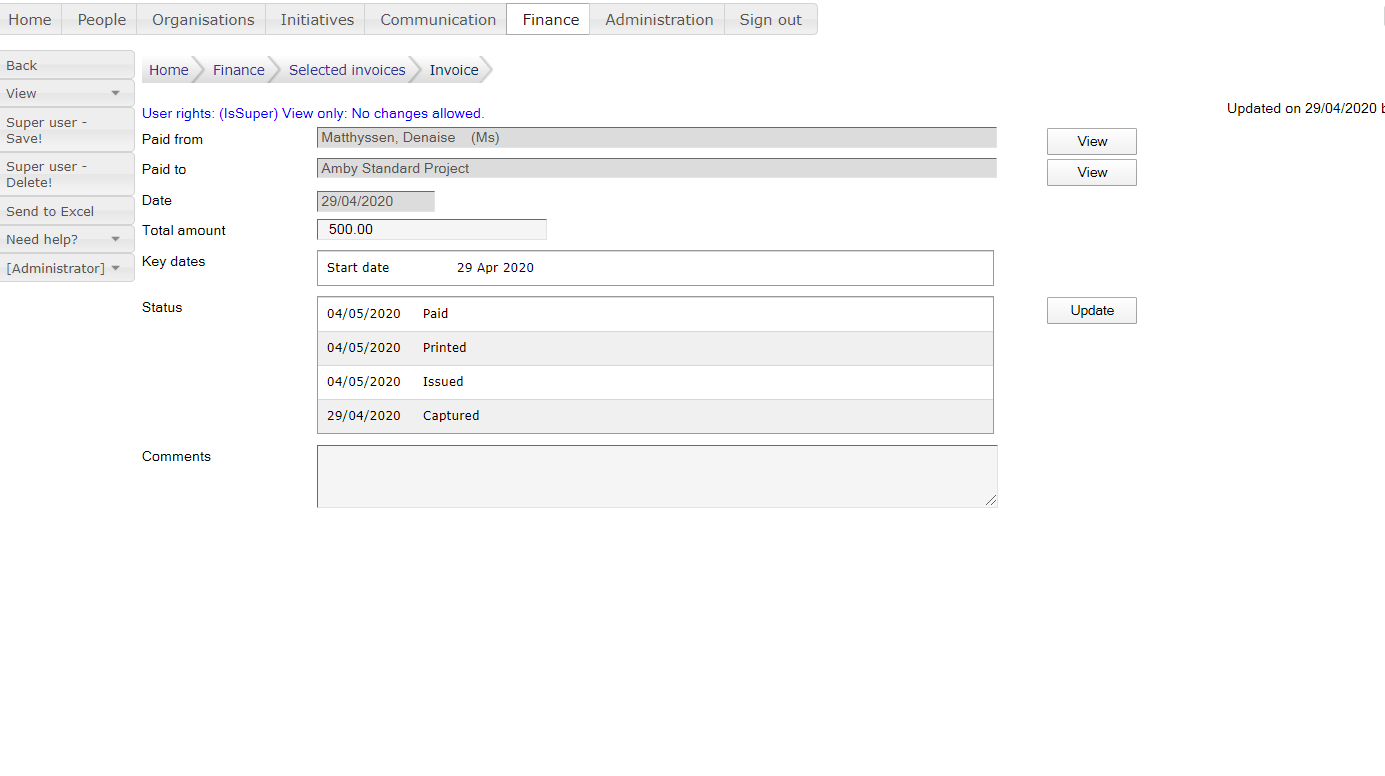 Home People Organisations Initiatives Communication Finance Administration Sign out
Back
View
Super user -
Save!
Super user -
Delete!
Send to Excel
Need help?
[Administrator]
Home Finance Selected invoices Invoice
User rights: (IsSuper) View only: No changes allowed.
Updated on 29/04/2020
Paid from Matthyssen, Denaise (Ms) View
Paid to Amby Standard Project View
Date 29/04/2020
Total amount 500.00
Key dates Start date 29 Apr 2020
Status 04/05/2020 Paid Update
04/05/2020 Printed
04/05/2020 Issued
29/04/2020 Captured
Comments